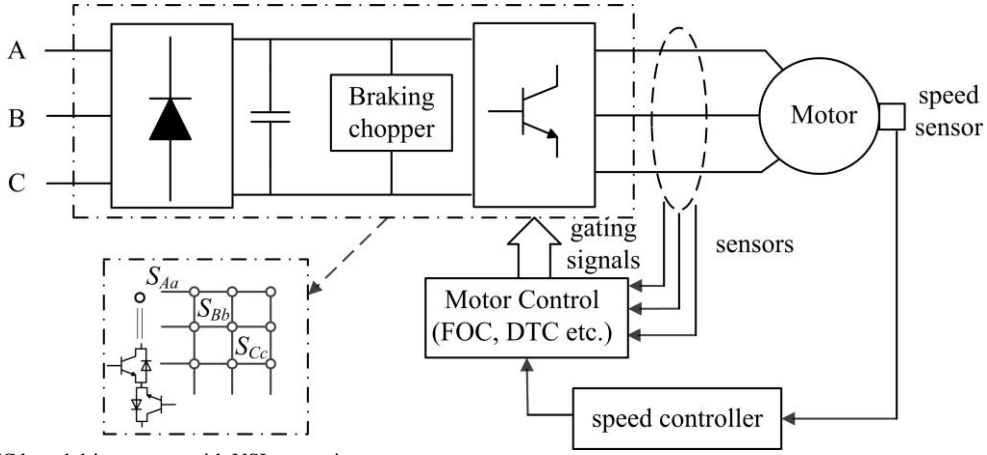 A
B
C
Braking
chopper
Motor
speed
sensor
gating
signals
sensors
Motor Control
(FOC, DTC etc.)
speed controller
S_Aa
S_Bb
S_Cc